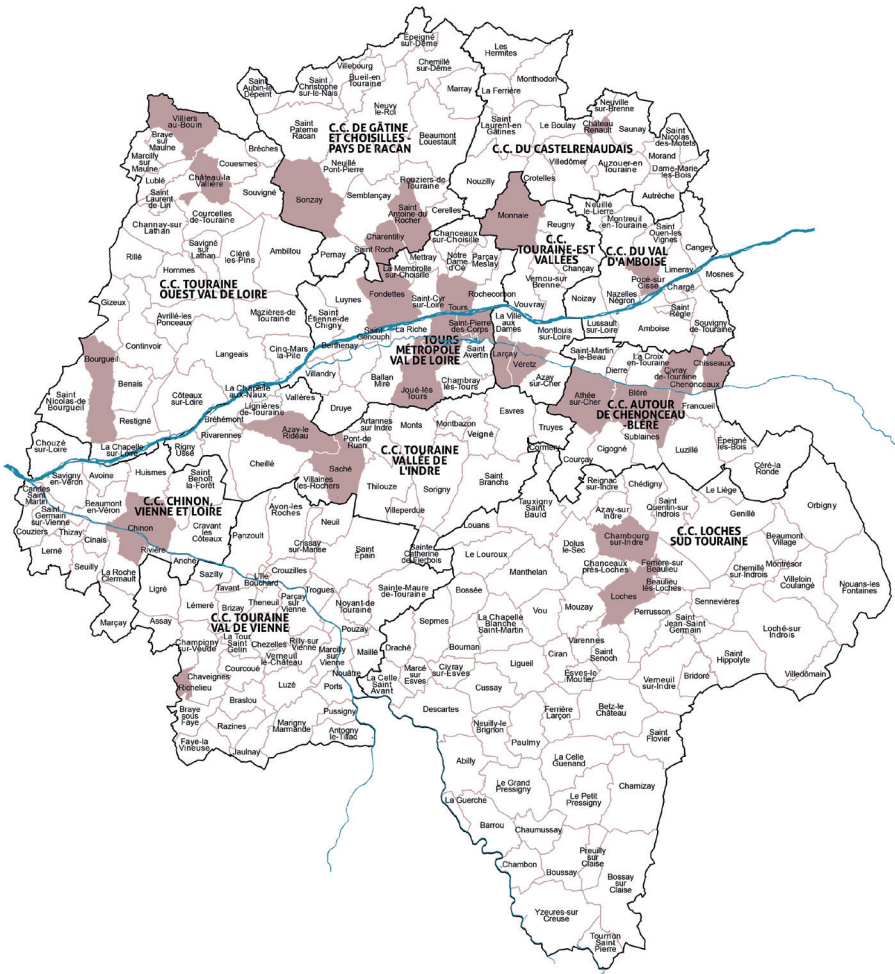 Epeigné
sur-Dême
Les
Hermites
Villebourg
Chemillé
sur-Dême
Bueil-en
Touraine
Saint
Aubin-le
Dépeint
Saint
Christophe
sur-le-Nais
Marray
La Ferrière
Monthodon
Neuvy
le-Roi
Neuville
sur-Brenne
Villiers
au-Bouin
Saint
Paterne
Racan
C.C. DE GÂTINE
ET CHOISILLES -
PAYS DE RACAN
Beaumont
Louestault
Saint
Laurent-en
Gâtines
Le Boulay
Château
Renault
Saunay
Saint
Nicolas
des-Motets
Braye
sur
Maulne
Brèches
C.C. DU CASTELRENAUDAIS
Marcilly
sur
Maulne
Couesmes
Neuillé
Pont-Pierre
Villedômer
Auzouer-en
Touraine
Morand
Dame-Marie
les-Bois
Lublé
Château-la
Vallière
Souvigné
Sonzay
Semblançay
Rouziers-de
Touraine
Nouzilly
Crotelles
Autrèche
Saint
Laurent
de-Lin
Saint
Antoine-du
Rocher
Cerelles
Monnaie
Neuillé
le-Lierre
Courcelles
de-Touraine
Montreuil
en-Touraine
Channay-sur
Lathan
Charentilly
Chanceaux
sur-Choisille
Reugny
Saint
Ouen-les
Vignes
Savigné
sur
Lathan
Cléré
les-Pins
Ambillou
Pernay
Saint Roch
C.C.
TOURAINE-EST
VALLÉES
C.C. DU VAL
D'AMBOISE
Cangey
Rillé
Hommes
Mettray
Notre
Dame
d'Oé
Parçay
Meslay
Chançay
Limeray
Mosnes
La Membrolle
sur-Choisille
Vernou-sur
Brenne
Pocé-sur
Cisse
C.C. TOURAINE
OUEST VAL DE LOIRE
Luynes
Fondettes
Saint-Cyr
sur-Loire
Rochecorbon
Noizay
Nazelles
Négron
Chargé
Gizeux
Tours
Vouvray
Saint
Règle
Avrillé-les
Ponceaux
Mazières-de
Touraine
Saint
Étienne-de
Chigny
La Ville
aux
Dames
Lussault
sur-Loire
Amboise
Souvigny
de-Touraine
Saint
Genouph
La Riche
Saint-Pierre
des-Corps
Montlouis
sur-Loire
Continvoir
Berthenay
TOURS
MÉTROPOLE
VAL DE LOIRE
Saint
Avertin
Larçay
Saint-Martin
le-Beau
La Croix
en-Touraine
Chisseaux
Bourgueil
Langeais
Cinq-Mars
la-Pile
Véretz
Dierre
Civray
de-Touraine
Villandry
Ballan
Miré
Chambray
lès-Tours
Azay
sur-Cher
Chenonceaux
Benais
Joué-lès
Tours
Athée
sur-Cher
Bléré
Saint
Nicolas-de
Bourgueil
Côteaux
sur-Loire
La Chapelle
aux-Naux
Vallères
C.C. AUTOUR
DE CHENONCEAU
-BLÉRÉ
Francueil
Lignières
de-Touraine
Druye
Esvres
Restigné
Bréhémont
Artannes
sur Indre
Monts
Montbazon
Truyes
Sublaines
Rivarennes
Azay-le
Rideau
Pont-de
Ruan
Veigné
Luzillé
Épeigné
les-Bois
Chouzé
sur-Loire
La Chapelle
sur-Loire
Rigny
Ussé
C.C. TOURAINE
VALLÉE DE
L'INDRE
Cormery
Cigogné
Courçay
Céré-la
Ronde
Cheillé
Saché
Savigny
en-Véron
Avoine
Huismes
Saint
Benoît
la-Forêt
Villaines
les-Rochers
Thilouze
Sorigny
Saint
Branchs
Reignac
sur-Indre
Chédigny
Le Liège
Candes
Saint
Martin
Beaumont
en-Véron
C.C. CHINON,
VIENNE ET LOIRE
Avon-les
Roches
Villeperdue
Tauxigny
Saint
Bauld
Azay-sur
Indre
Saint
Quentin-sur
Indrois
Genillé
Orbigny
Saint
Germain
sur-Vienne
Chinon
Cravant
les
Côteaux
Neuil
Louans
C.C. LOCHES
SUD TOURAINE
Couziers
Thizay
Cinais
Rivière
Panzoult
Crissay
sur-Manse
Saint
Epain
Sainte
Catherine
de-Fierbois
Le Louroux
Dolus
le-Sec
Chambourg
sur-Indre
Beaumont
Village
Lerné
Anché
Chanceaux
près-Loches
Ferrière-sur
Beaulieu
Montrésor
Seuilly
La Roche
Clermault
Sazilly
L'Ile
Bouchard
Crouzilles
Manthelan
Chemillé
sur-Indrois
Villeloin
Coulangé
Nouans-les
Fontaines
Ligré
Tavant
Trogues
Sainte-Maure
de-Touraine
Bossée
Beaulieu
lès-Loches
Loches
Sennevières
Lémeré
Brizay
Theneuil
Parçay
sur
Vienne
Noyant-de
Touraine
Vou
Mouzay
Perrusson
Marçay
Assay
C.C. TOURAINE
VAL DE VIENNE
Sepmes
La Chapelle
Blanche
Saint-Martin
Saint
Jean-Saint
Germain
Loché-sur
Indrois
Champigny
sur-Veude
La Tour
Saint
Gelin
Chezelles
Rilly-sur
Vienne
Pouzay
Draché
Bournan
Varennes
Verneuil
le-Château
Marcilly
sur
Vienne
Maillé
Ciran
Saint
Senoch
Saint
Hippolyte
Courcoué
Nouâtre
Marcé
sur
Esves
Civray
sur-Esves
Ligueil
Esves-le
Moutier
Verneuil
sur-Indre
Bridoré
Villedômain
Chaveignes
Richelieu
Luzé
Ports
La Celle
Saint
Avant
Cussay
Braslou
Descartes
Ferrière
Larçon
Betz-le
Château
Braye
sous
Faye
Razines
Marigny
Marmande
Pussigny
Neuilly-le
Brignon
Saint
Flovier
Faye-la
Vineuse
Jaulnay
Antogny
le-Tillac
Paulmy
Abilly
La Celle
Guenand
Le Grand
Pressigny
Charnizay
La Guerche
Le Petit
Pressigny
Barrou
Chaumussay
Preuilly
sur
Claise
Chambon
Boussay
Bossay
sur
Claise
Yzeures-sur
Creuse
Tournon
Saint
Pierre